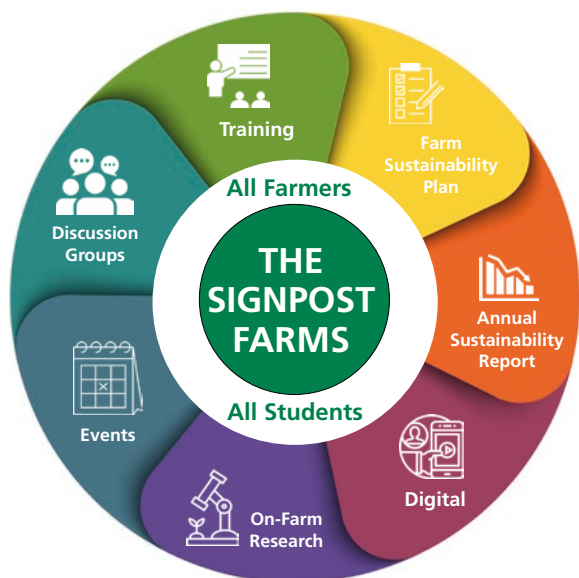 Training
Farm
Sustainability
Plan
Annual
Sustainability
Report
Digital
On-Farm
Research
Events
Discussion
Groups
All Farmers
THE
SIGNPOST
FARMS
All Students